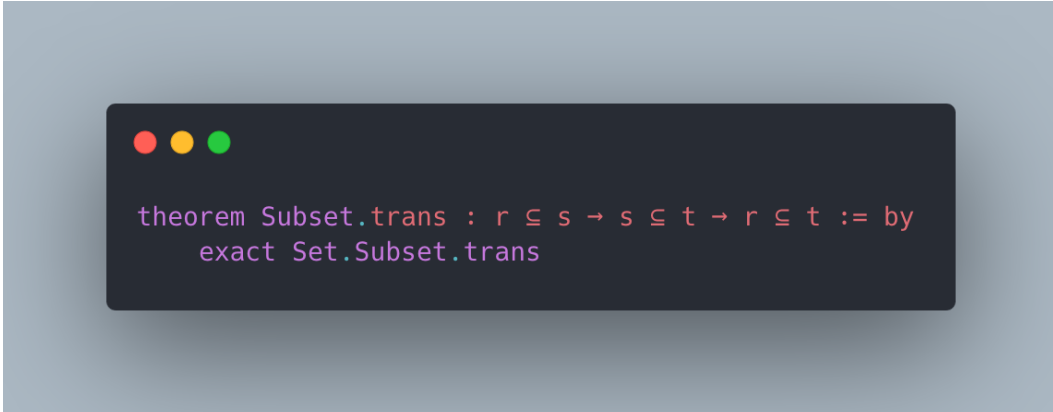 theorem Subset.trans : r ⊆ s → s ⊆ t → r ⊆ t := by
    exact Set.Subset.trans